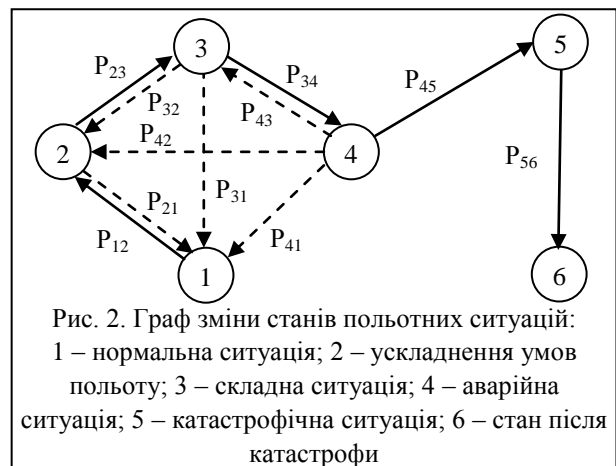 3
5
P₂₃
P₃₄
P₄₅
P₃₂
P₄₃
P₄₂
2
4
P₅₆
P₂₁
P₃₁
P₁₂
P₄₁
1
6
Рис. 2. Граф зміни станів польотних ситуацій:
1 – нормальна ситуація; 2 – ускладнення умов
польоту; 3 – складна ситуація; 4 – аварійна
ситуація; 5 – катастрофічна ситуація; 6 – стан після
катастрофи